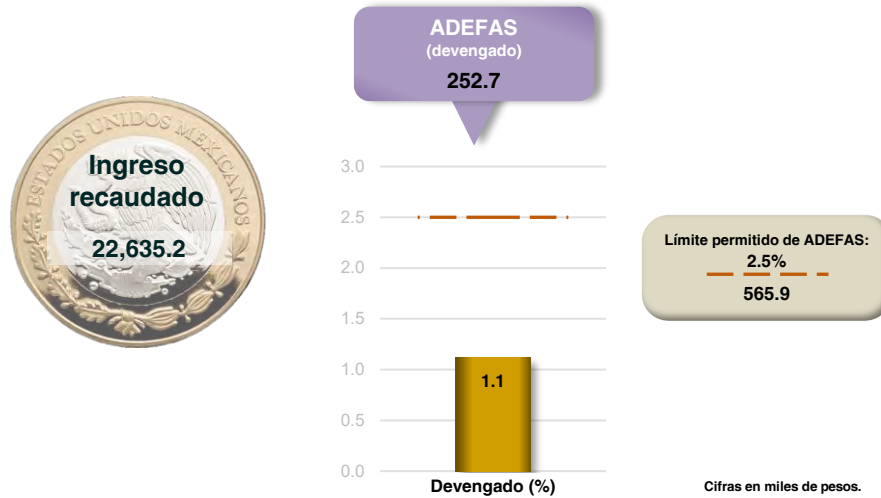 ADEFAS
(devengado)
252.7
ESTADOS UNIDOS MEXICANOS
Ingreso
recaudado
22,635.2
3.0
2.5
2.0
1.5
1.0
0.5
0.0
1.1
Devengado (%)
Límite permitido de ADEFAS:
2.5%
565.9
Cifras en miles de pesos.